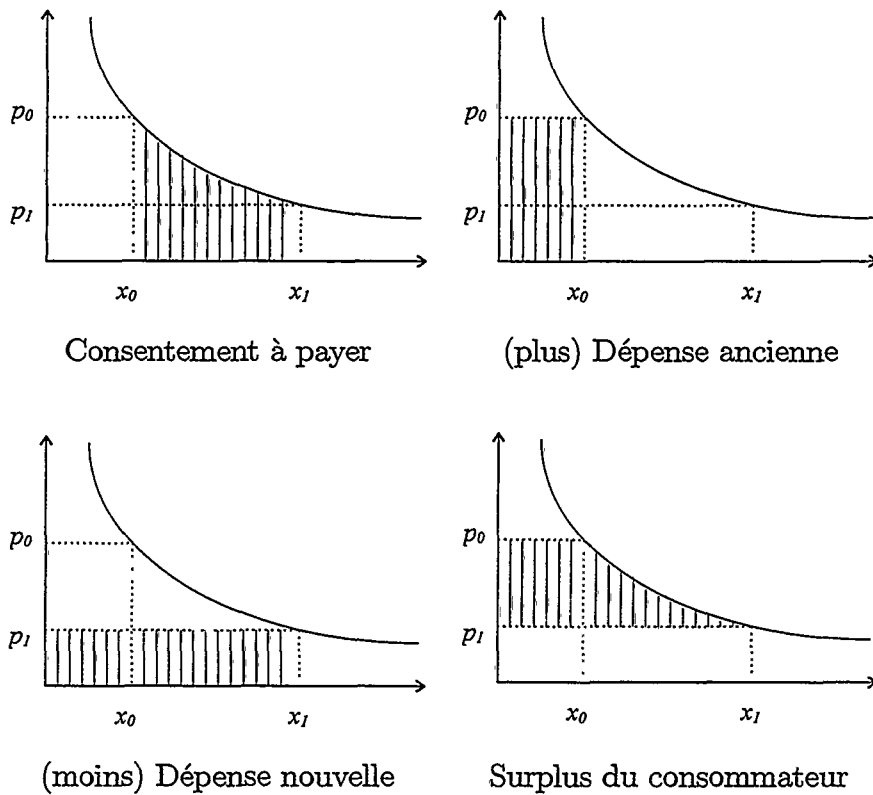 p₀
p₁
x₀ x₁
Consentement à payer
p₀
p₁
x₀ x₁
(plus) Dépense ancienne
p₀
p₁
x₀ x₁
(moins) Dépense nouvelle
p₀
p₁
x₀ x₁
Surplus du consommateur